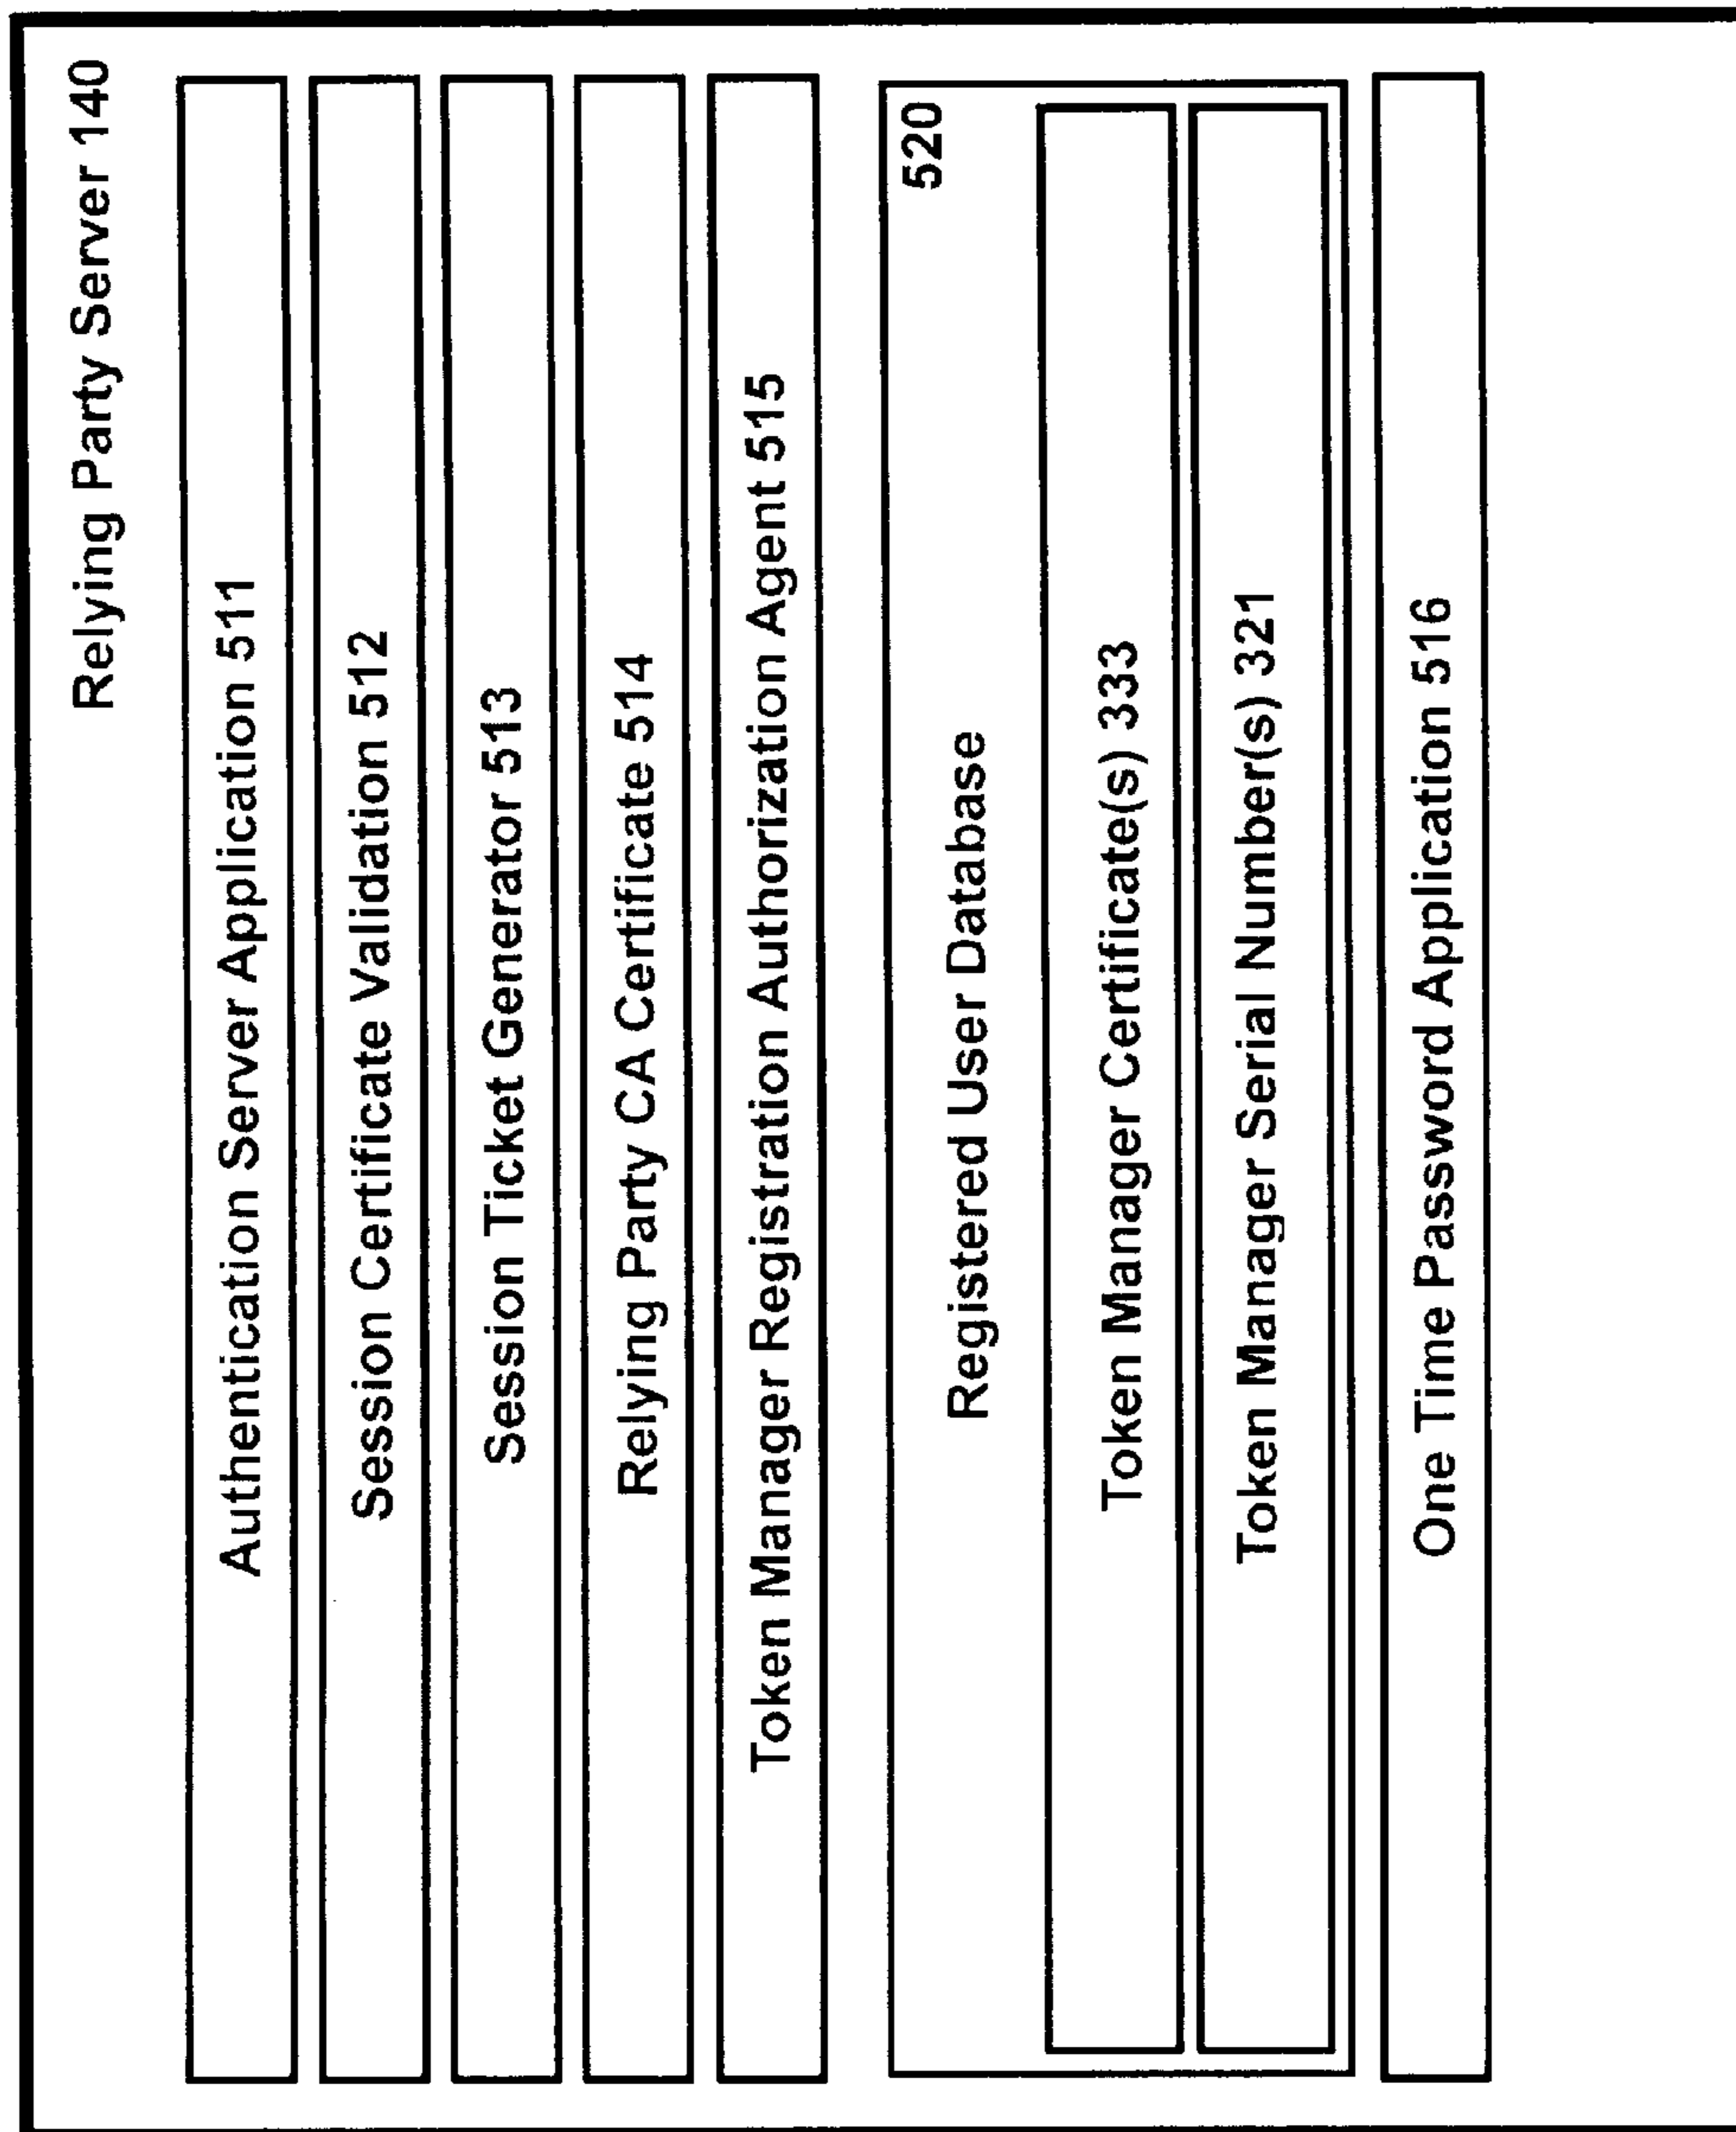 Relying Party Server 140
Authentication Server Application 511
Session Certificate Validation 512
Session Ticket Generator 513
Relying Party CA Certificate 514
Token Manager Registration Authorization Agent 515
520
Registered User Database
Token Manager Certificate(s) 333
Token Manager Serial Number(s) 321
One Time Password Application 516